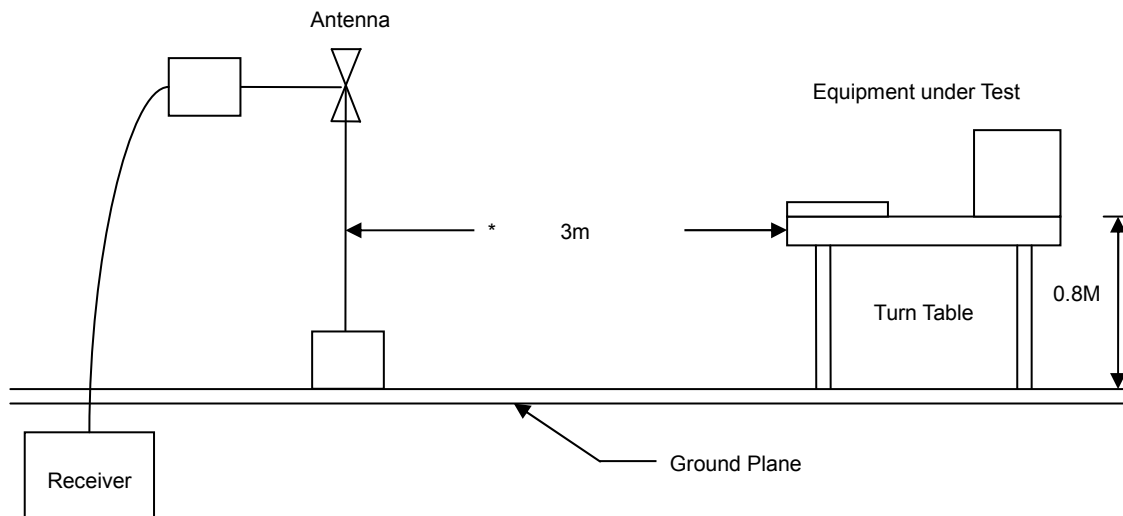 Antenna
Equipment under Test
* 3m
0.8M
Turn Table
Ground Plane
Receiver